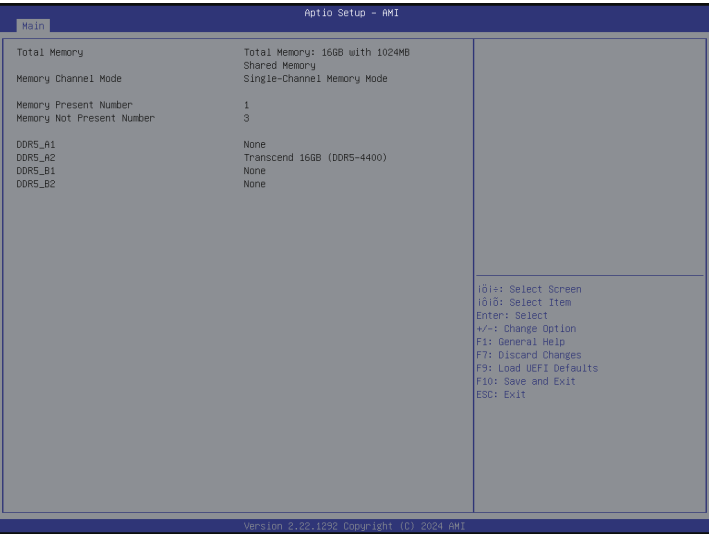 Aptio Setup - AMI
Main
Total Memory Total Memory: 16GB with 1024MB
Shared Memory
Memory Channel Mode Single-Channel Memory Mode
Memory Present Number 1
Memory Not Present Number 3
DDR5_A1 None
DDR5_A2 Transcend 16GB (DDR5-4400)
DDR5_B1 None
DDR5_B2 None
¡ö¡÷: Select Screen
¡ô¡õ: Select Item
Enter: Select
+/-: Change Option
F1: General Help
F7: Discard Changes
F9: Load UEFI Defaults
F10: Save and Exit
ESC: Exit
Version 2.22.1292 Copyright (C) 2024 AMI